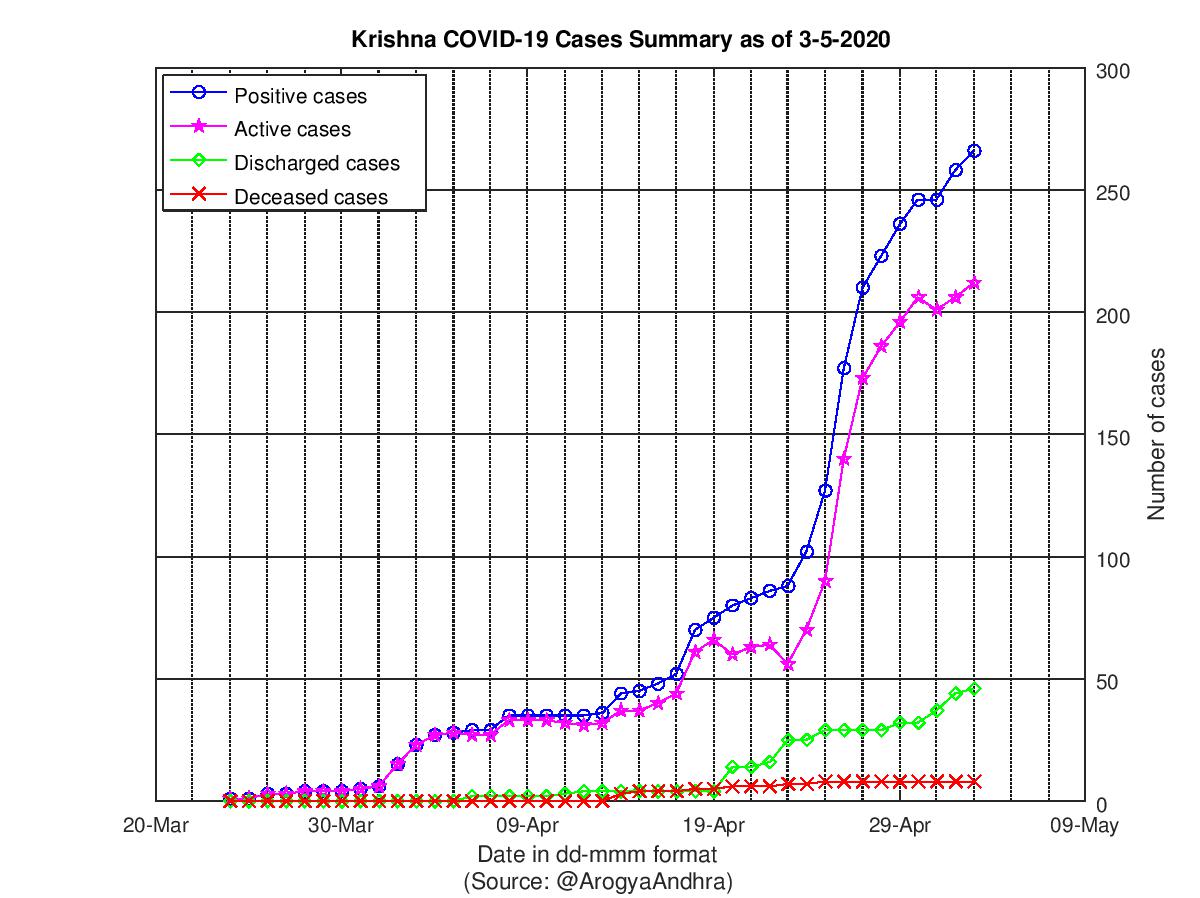 Krishna COVID-19 Cases Summary as of 3-5-2020
Positive cases
Active cases
Discharged cases
Deceased cases
300
250
200
150
100
50
0
Number of cases
20-Mar
30-Mar
09-Apr
19-Apr
29-Apr
09-May
Date in dd-mmm format
(Source: @ArogyaAndhra)